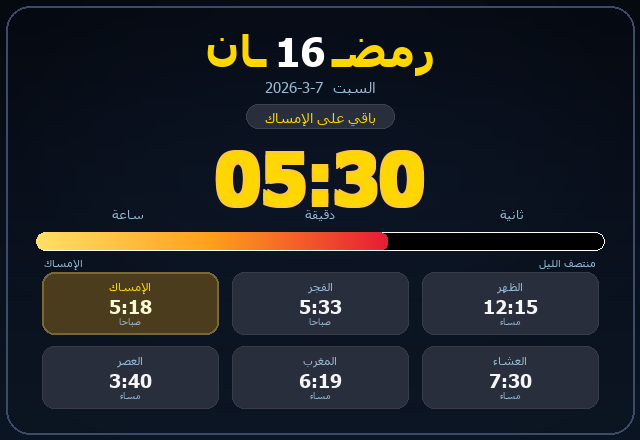 رمضـ 16 ـان
السبت 7-3-2026
باقي على الإمساك
05:30
ثانية دقيقة ساعة
منتصف الليل الإمساك
الظهر الفجر الإمساك
12:15 5:33 5:18
مساء صباحا صباحا
العشاء المغرب العصر
7:30 6:19 3:40
مساء مساء مساء